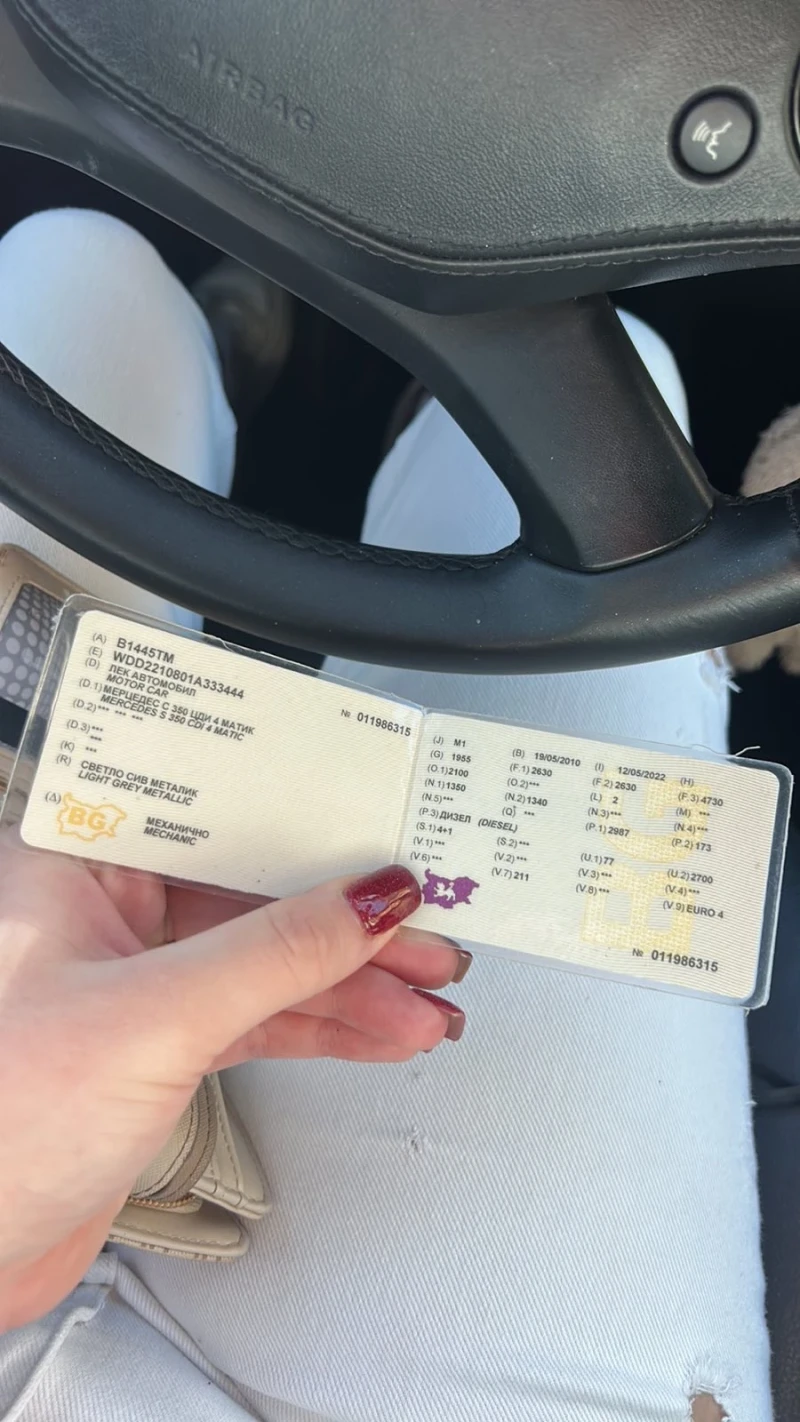 AIRBAG
(A) B1445TM
(E) WDD2210801A333444
(D) ЛЕК АВТОМОБИЛ
MOTOR CAR
(D.1) МЕРЦЕДЕС С 350 ЦДИ 4 МАТИК
MERCEDES S 350 CDI 4 MATIC
(D.2) *** *** ***
(D.3) ***
***
(K) ***
(R) СВЕТЛО СИВ МЕТАЛИК
LIGHT GREY METALLIC
(Δ) BG МЕХАНИЧНО
MECHANIC
№ 011986315
(J) M1
(G) 1955 (B) 19/05/2010 (I) 12/05/2022 (H)
(O.1) 2100 (F.1) 2630 (F.2) 2630 (F.3) 4730
(N.1) 1350 (O.2) *** (L) 2 (M) ***
(N.5) *** (N.2) 1340 (N.3) *** (N.4) ***
(Q) *** (P.1) 2987 (P.2) 173
(P.3) ДИЗЕЛ (DIESEL)
(S.1) 4+1 (S.2) *** (U.1) 77 (U.2) 2700
(V.1) *** (V.2) *** (V.3) *** (V.4) ***
(V.6) *** (V.7) 211 (V.8) *** (V.9) EURO 4
BG
№ 011986315